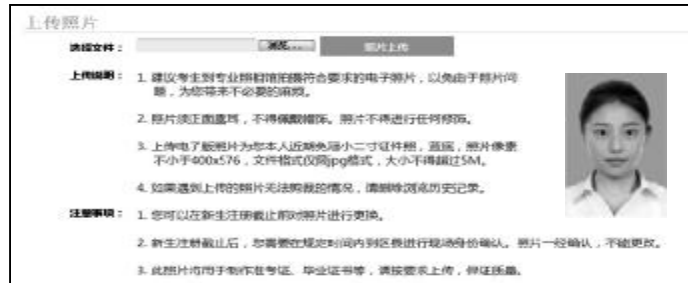 上传照片
选择文件：
浏览...
照片上传
上传说明：
1. 建议考生到专业照相馆拍摄符合要求的电子照片，以免由于照片问
题，为您带来不必要的麻烦。
2. 照片须正面露耳，不得佩戴帽饰。照片不得进行任何修饰。
3. 上传电子版照片为您本人近期免冠小二寸证件照，蓝底，照片像素
不小于400x576，文件格式仅限jpg格式，大小不得超过5M。
4. 如果遇到上传的照片无法剪裁的情况，请删除浏览历史记录。
注意事项：
1. 您可以在新生注册截止前对照片进行更换。
2. 新生注册截止后，您需要在规定时间内到区县进行现场身份确认。照片一经确认，不能更改。
3. 此照片将用于制作准考证、毕业证书等，请按要求上传，保证质量。